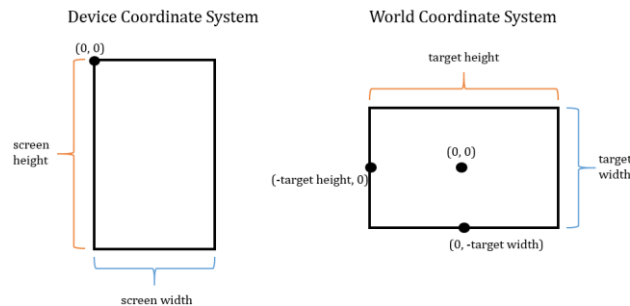 Device Coordinate System
(0, 0)
screen
height
screen width
World Coordinate System
target height
(0, 0)
(-target height, 0)
target
width
(0, -target width)